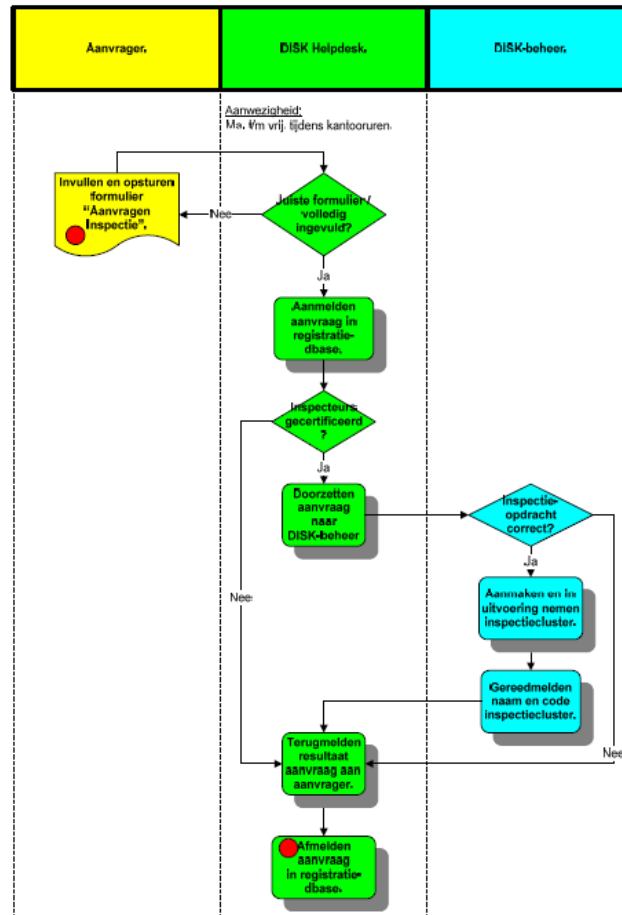 Aanvrager.
DISK Helpdesk.
DISK-beheer.
Aanwezigheid:
Ma. t/m vrij. tijdens kantooruren.
Invullen en opsturen
formulier
“Aanvragen
Inspectie”.
Nee
Juiste formulier /
volledig
ingevuld?
Ja
Aanmelden
aanvraag in
registratie-
dbase.
Inspecteurs
gecertificeerd
?
Ja
Doorzetten
aanvraag
naar
DISK-beheer
Inspectie-
opdracht
correct?
Ja
Nee
Aanmaken en in
uitvoering nemen
inspectiecluster.
Gereedmelden
naam en code
inspectiecluster.
Nee
Terugmelden
resultaat
aanvraag aan
aanvrager.
Afmelden
aanvraag
in registratie-
dbase.